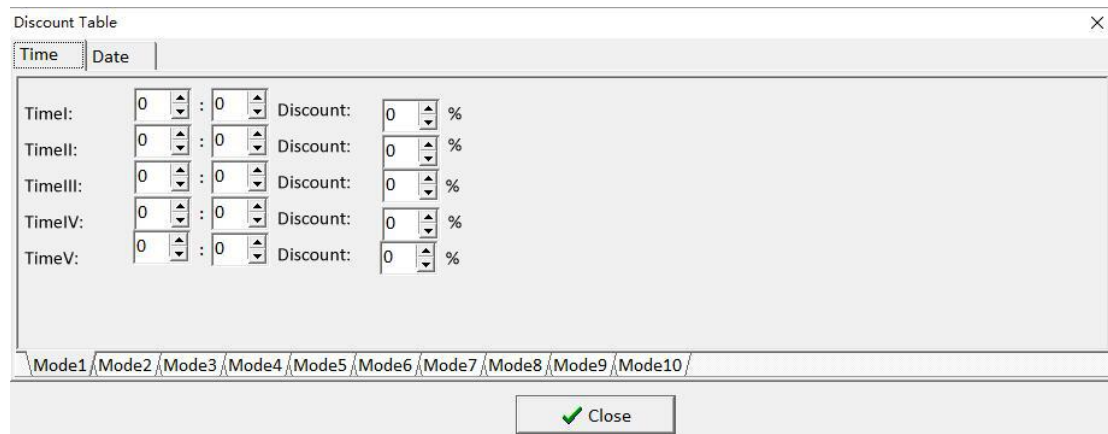 Discount Table
Time Date
TimeI: 0 : 0 Discount: 0 %
TimeII: 0 : 0 Discount: 0 %
TimeIII: 0 : 0 Discount: 0 %
TimeIV: 0 : 0 Discount: 0 %
TimeV: 0 : 0 Discount: 0 %
Mode1 Mode2 Mode3 Mode4 Mode5 Mode6 Mode7 Mode8 Mode9 Mode10
Close